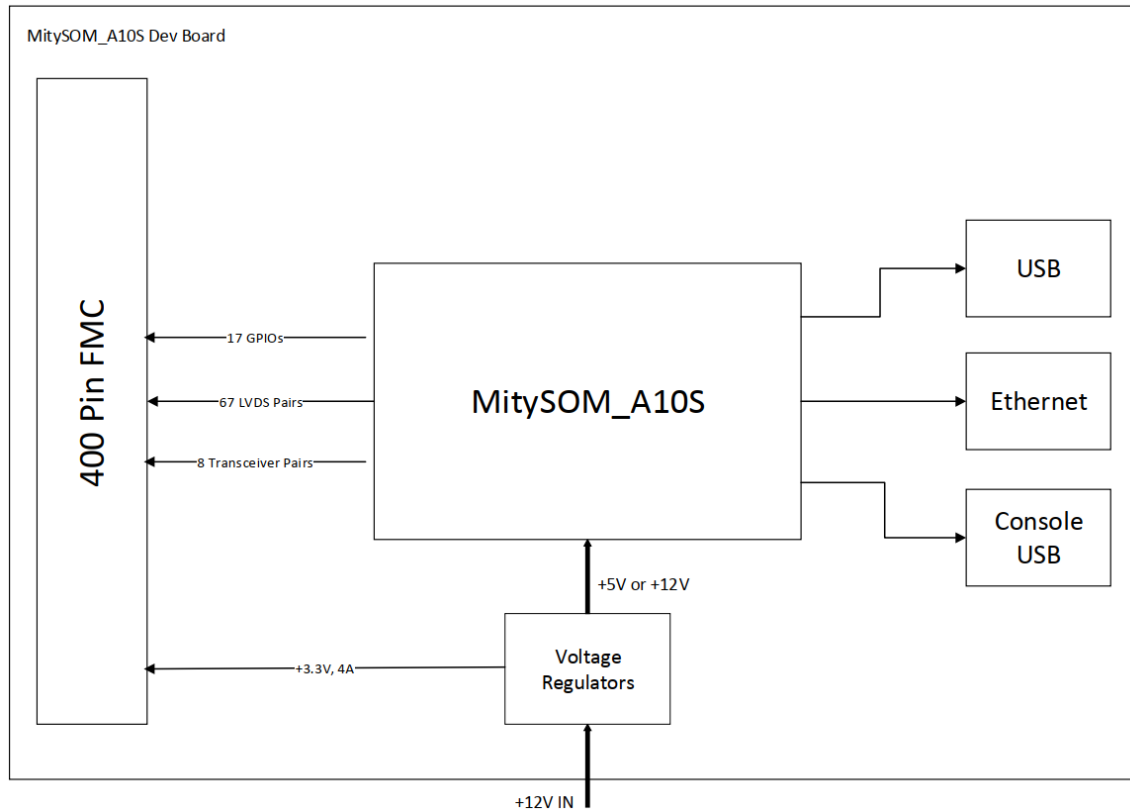 MitySOM_A10S Dev Board
400 Pin FMC
17 GPIOs
67 LVDS Pairs
8 Transceiver Pairs
MitySOM_A10S
USB
Ethernet
Console
USB
+5V or +12V
Voltage
Regulators
+3.3V, 4A
+12V IN